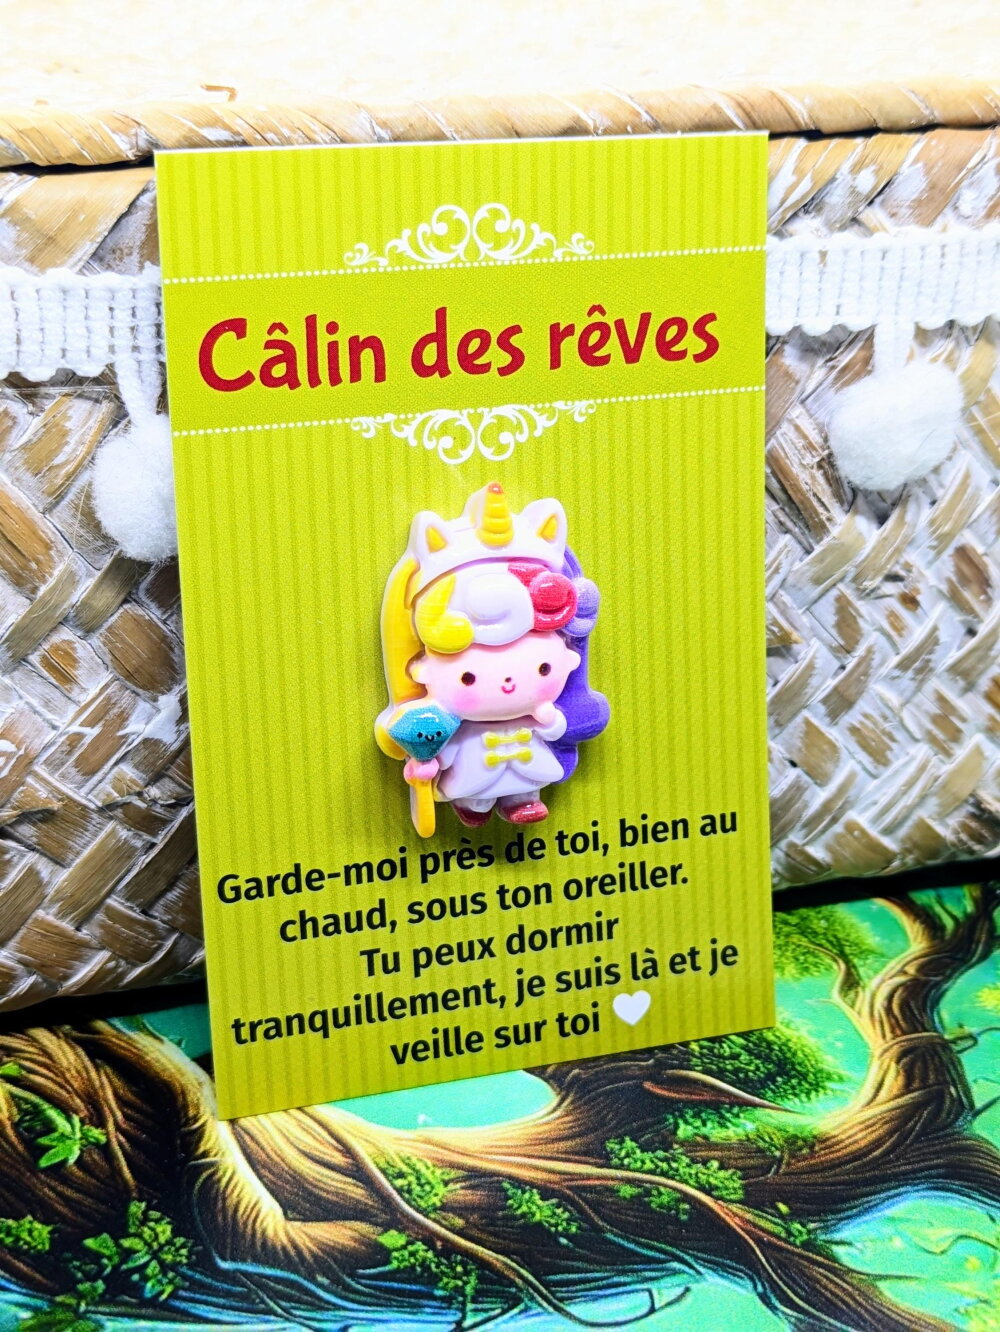 Câlin des rêves
Garde-moi près de toi, bien au
chaud, sous ton oreiller.
Tu peux dormir
tranquillement, je suis là et je
veille sur toi